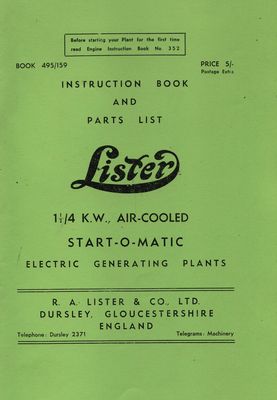 Before starting your Plant for the first time
read Engine Instruction Book No. 352
BOOK 495/159
PRICE 5/-
Postage Extra
INSTRUCTION BOOK
AND
PARTS LIST
Lister
1¼/4 K.W., AIR-COOLED
START-O-MATIC
ELECTRIC GENERATING PLANTS
R. A. LISTER & CO., LTD.
DURSLEY, GLOUCESTERSHIRE
ENGLAND
Telephone: Dursley 2371
Telegrams: Machinery